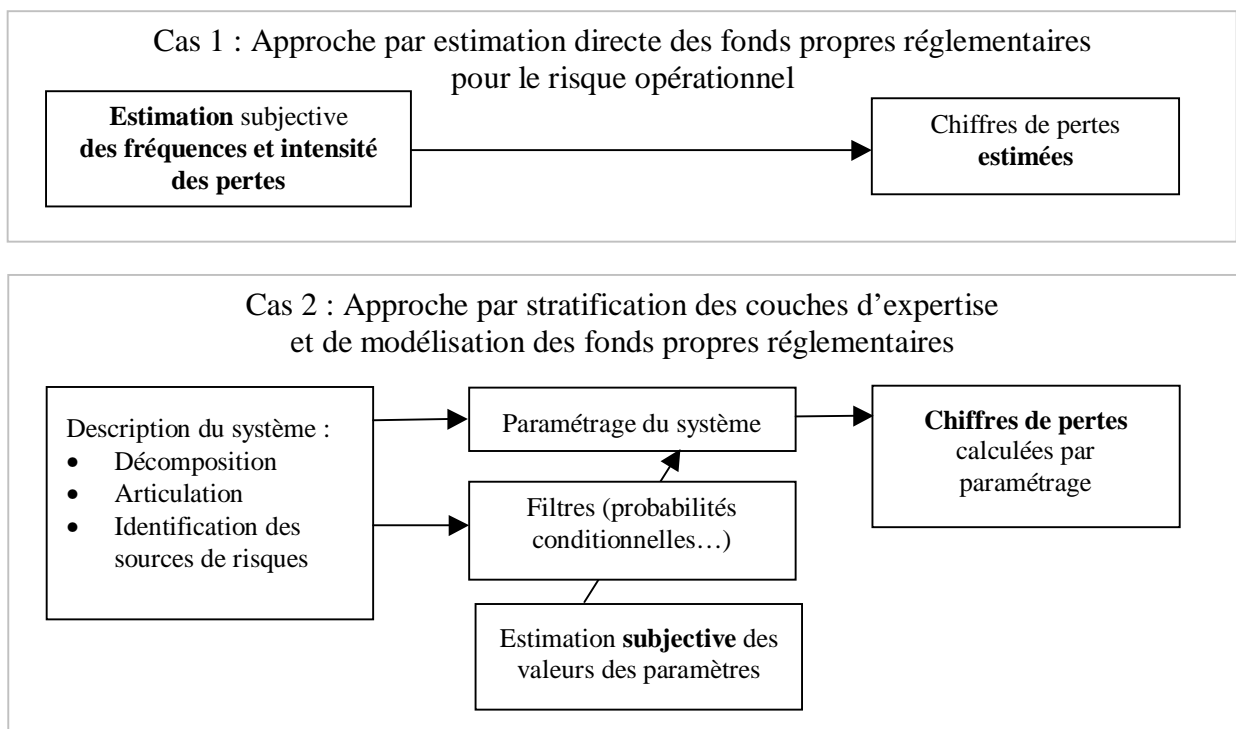 Cas 1 : Approche par estimation directe des fonds propres réglementaires
pour le risque opérationnel
Estimation subjective
des fréquences et intensité
des pertes
Chiffres de pertes
estimées
Cas 2 : Approche par stratification des couches d’expertise
et de modélisation des fonds propres réglementaires
Description du système :
• Décomposition
• Articulation
• Identification des
sources de risques
Paramétrage du système
Filtres (probabilités
conditionnelles…)
Estimation subjective des
valeurs des paramètres
Chiffres de pertes
calculées par
paramétrage